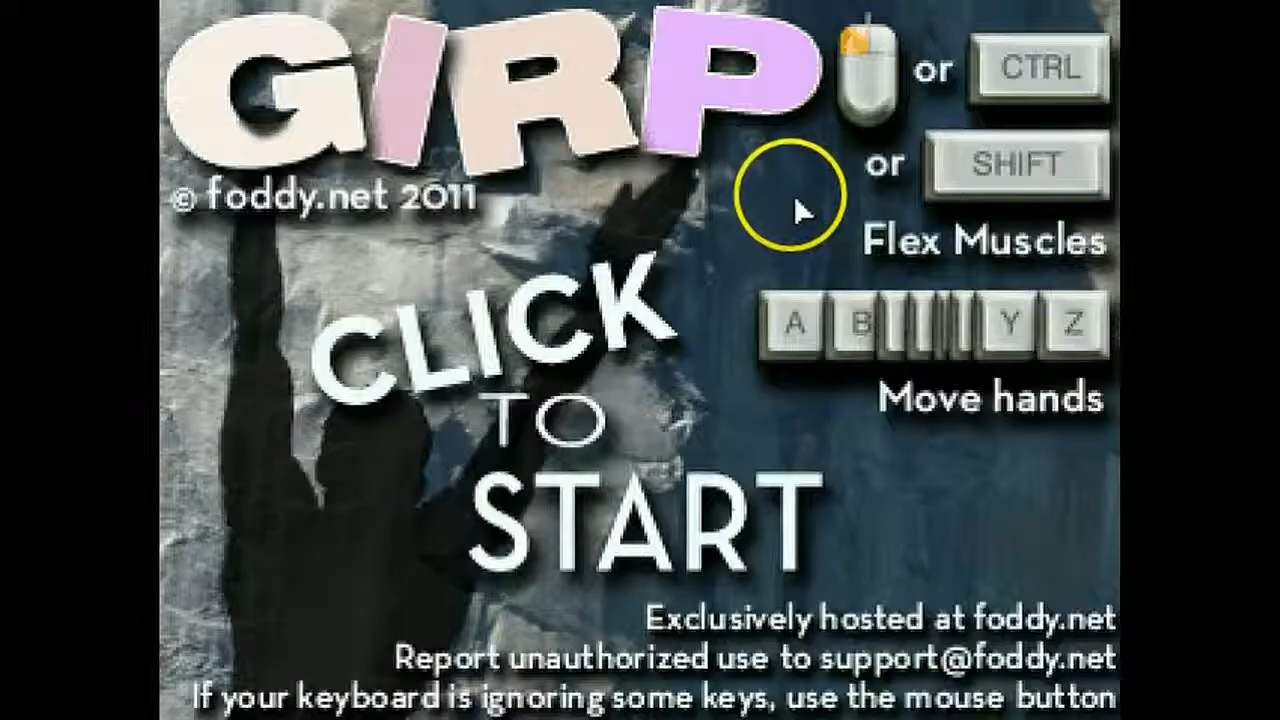 GIRP
or CTRL
or SHIFT
© foddy.net 2011
Flex Muscles
CLICK
A B Y Z
Move hands
TO
START
Exclusively hosted at foddy.net
Report unauthorized use to support@foddy.net
If your keyboard is ignoring some keys, use the mouse button